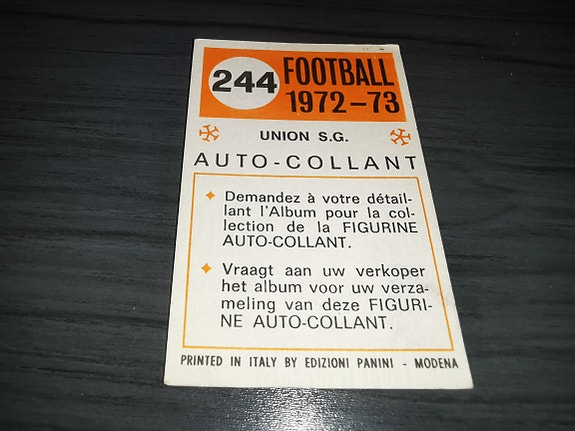 244 FOOTBALL
1972-73
UNION S.G.
AUTO-COLLANT
Demandez à votre détail-
lant l'Album pour la col-
lection de la FIGURINE
AUTO-COLLANT.
Vraagt aan uw verkoper
het album voor uw verza-
meling van deze FIGURI-
NE AUTO-COLLANT.
PRINTED IN ITALY BY EDIZIONI PANINI - MODENA